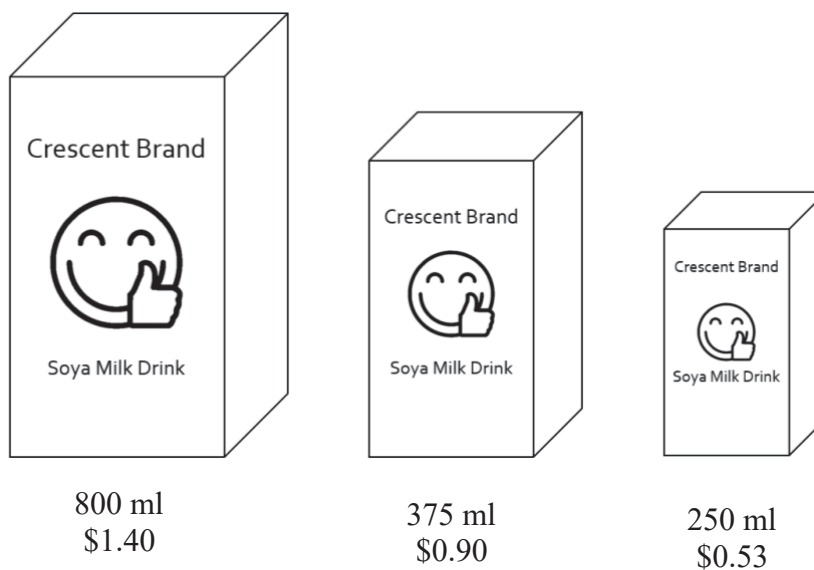 Crescent Brand
Soya Milk Drink
800 ml
$1.40
Crescent Brand
Soya Milk Drink
375 ml
$0.90
Crescent Brand
Soya Milk Drink
250 ml
$0.53